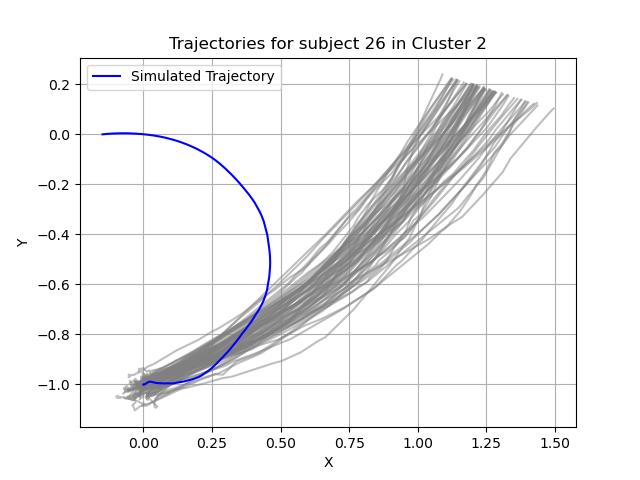 Trajectories for subject 26 in Cluster 2
Simulated Trajectory
0.2
0.0
−0.2
−0.4
−0.6
−0.8
−1.0
Y
0.00 0.25 0.50 0.75 1.00 1.25 1.50
X